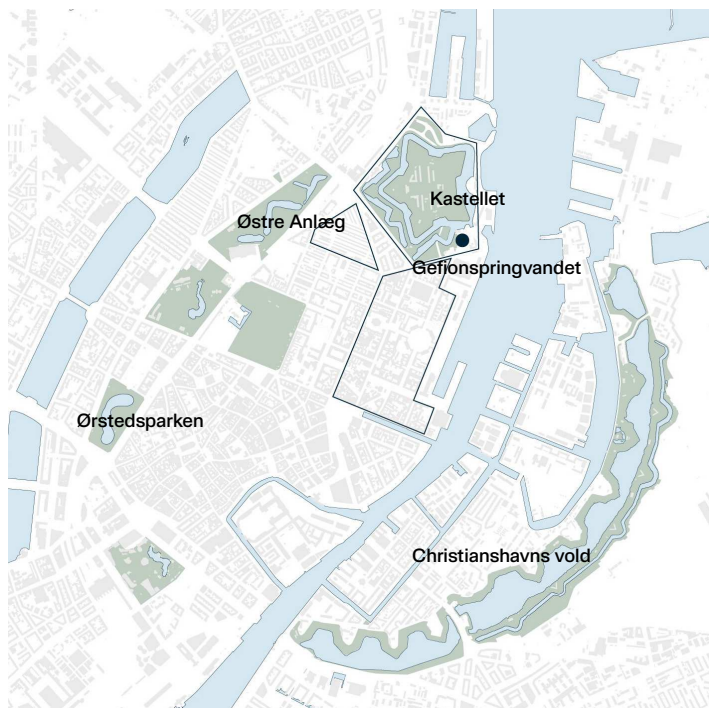 Kastellet
Østre Anlæg
Gefionspringvandet
Ørstedsparken
Christianshavns vold